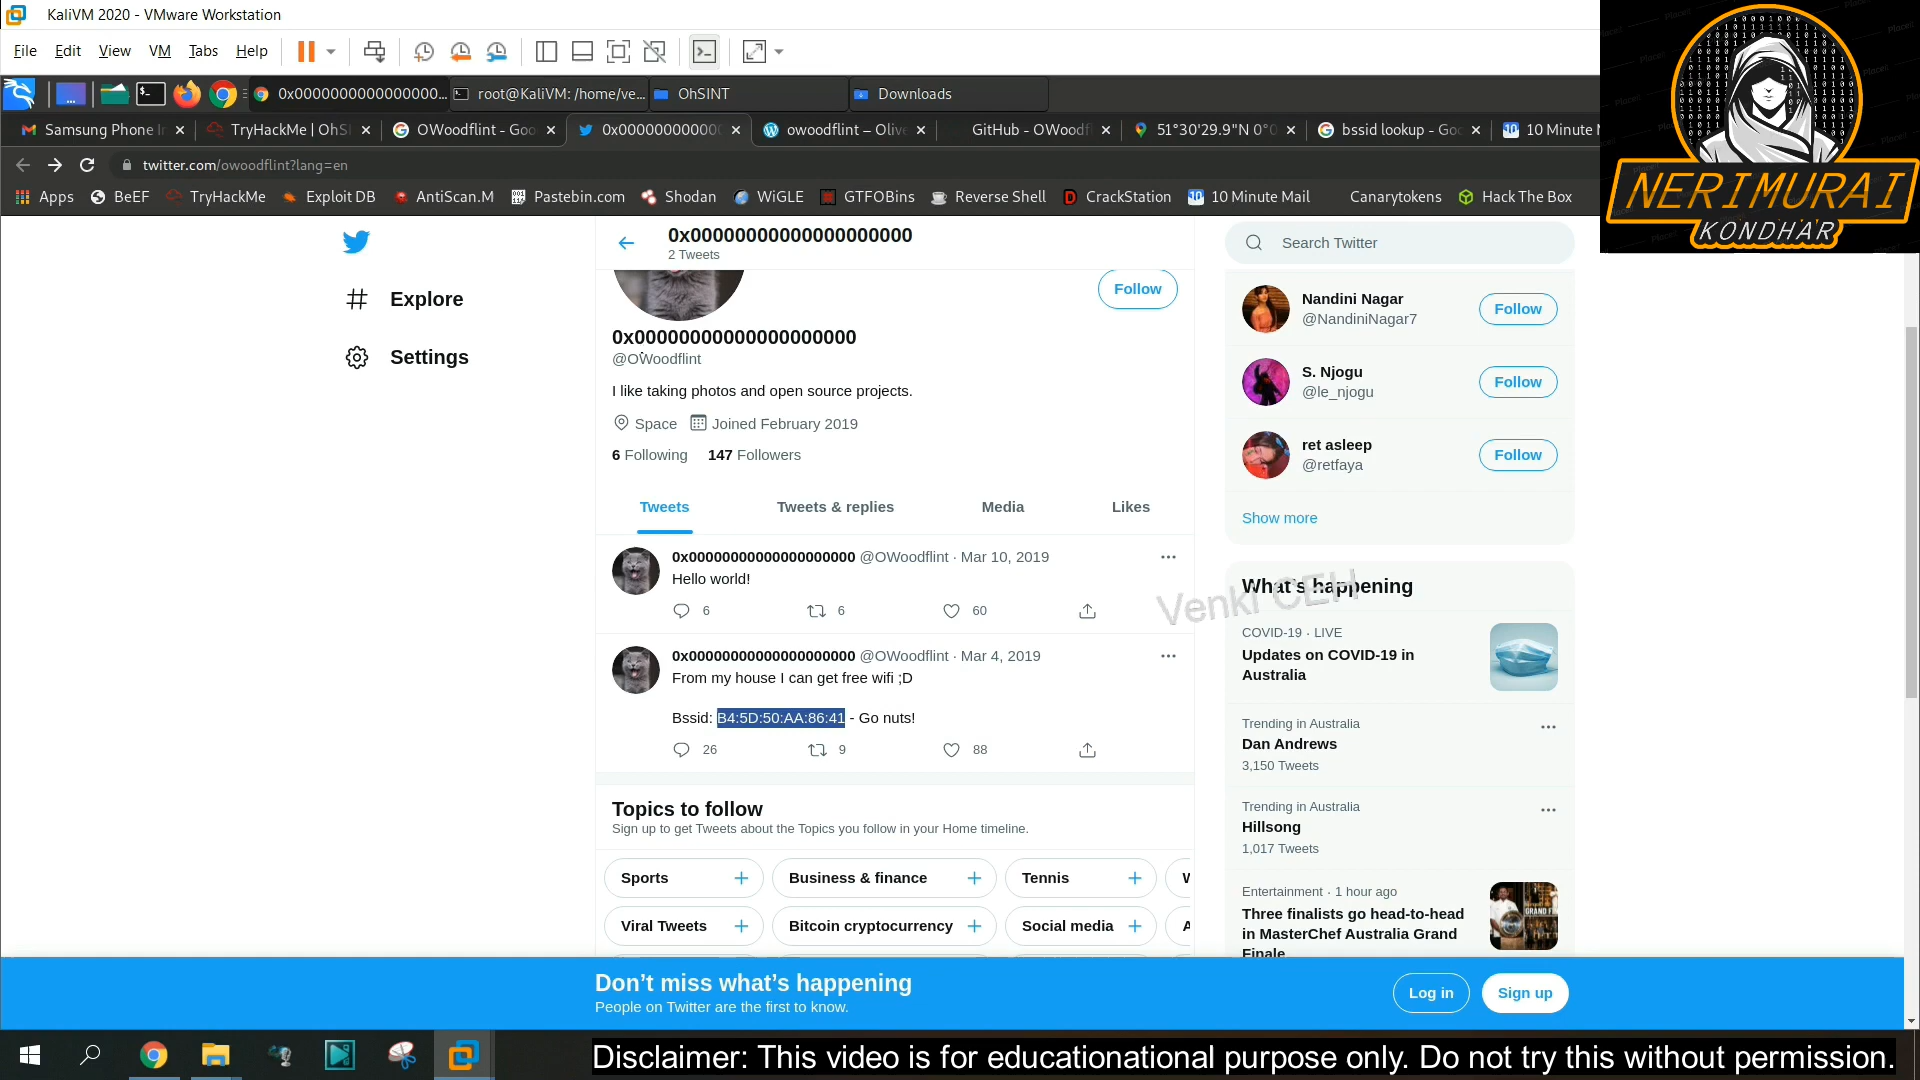 KaliVM 2020 - VMware Workstation
File Edit View VM Tabs Help
0x0000000000000000... root@KaliVM: /home/ve... OhSINT Downloads
Samsung Phone TryHackMe | OhS OWoodflint - Goo 0x000000000000 owoodflint – Olive GitHub - OWoodf 51°30'29.9"N 0° bssid lookup - Goo 10 Minute
twitter.com/owoodflint?lang=en
Apps BeEF TryHackMe Exploit DB AntiScan.M Pastebin.com Shodan WiGLE GTFOBins Reverse Shell CrackStation 10 Minute Mail Canarytokens Hack The Box
NERIMURAI
KONDHAR
0x00000000000000000000
2 Tweets
Search Twitter
Explore
Settings
Follow
0x00000000000000000000
@OWoodflint
I like taking photos and open source projects.
Space Joined February 2019
6 Following 147 Followers
Tweets Tweets & replies Media Likes
0x00000000000000000000 @OWoodflint · Mar 10, 2019
Hello world!
6 6 60
0x00000000000000000000 @OWoodflint · Mar 4, 2019
From my house I can get free wifi ;D
Bssid: B4:5D:50:AA:86:41 - Go nuts!
26 9 88
Topics to follow
Sign up to get Tweets about the Topics you follow in your Home timeline.
Sports Business & finance Tennis
Viral Tweets Bitcoin cryptocurrency Social media
Nandini Nagar
@NandiniNagar7
Follow
S. Njogu
@le_njogu
Follow
ret asleep
@retfaya
Follow
Show more
What's happening
Venki CEH
COVID-19 · LIVE
Updates on COVID-19 in
Australia
Trending in Australia
Dan Andrews
3,150 Tweets
Trending in Australia
Hillsong
1,017 Tweets
Entertainment · 1 hour ago
Three finalists go head-to-head
in MasterChef Australia Grand
Finale
Don't miss what's happening
People on Twitter are the first to know.
Log in Sign up
Disclaimer: This video is for educationational purpose only. Do not try this without permission.